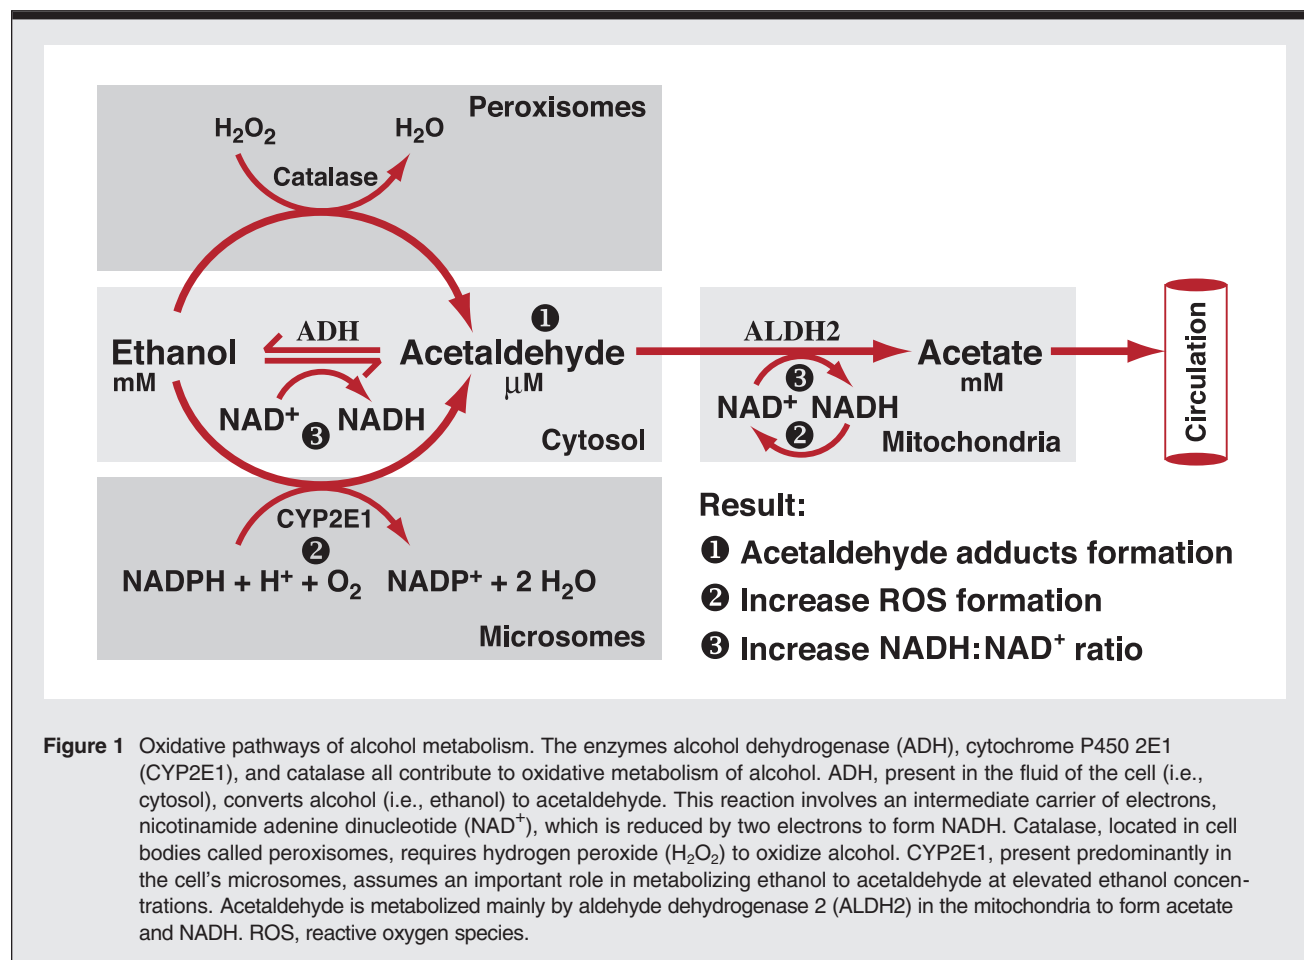 Peroxisomes
H₂O₂ H₂O
Catalase
Ethanol
mM
ADH
❶
Acetaldehyde
μM
NAD⁺ ❸ NADH
Cytosol
ALDH2
Acetate
mM
❸
NAD⁺ NADH
❷
Mitochondria
Circulation
CYP2E1
❷
NADPH + H⁺ + O₂ NADP⁺ + 2 H₂O
Microsomes
Result:
❶ Acetaldehyde adducts formation
❷ Increase ROS formation
❸ Increase NADH:NAD⁺ ratio
Figure 1 Oxidative pathways of alcohol metabolism. The enzymes alcohol dehydrogenase (ADH), cytochrome P450 2E1
(CYP2E1), and catalase all contribute to oxidative metabolism of alcohol. ADH, present in the fluid of the cell (i.e.,
cytosol), converts alcohol (i.e., ethanol) to acetaldehyde. This reaction involves an intermediate carrier of electrons,
nicotinamide adenine dinucleotide (NAD⁺), which is reduced by two electrons to form NADH. Catalase, located in cell
bodies called peroxisomes, requires hydrogen peroxide (H₂O₂) to oxidize alcohol. CYP2E1, present predominantly in
the cell's microsomes, assumes an important role in metabolizing ethanol to acetaldehyde at elevated ethanol concen-
trations. Acetaldehyde is metabolized mainly by aldehyde dehydrogenase 2 (ALDH2) in the mitochondria to form acetate
and NADH. ROS, reactive oxygen species.